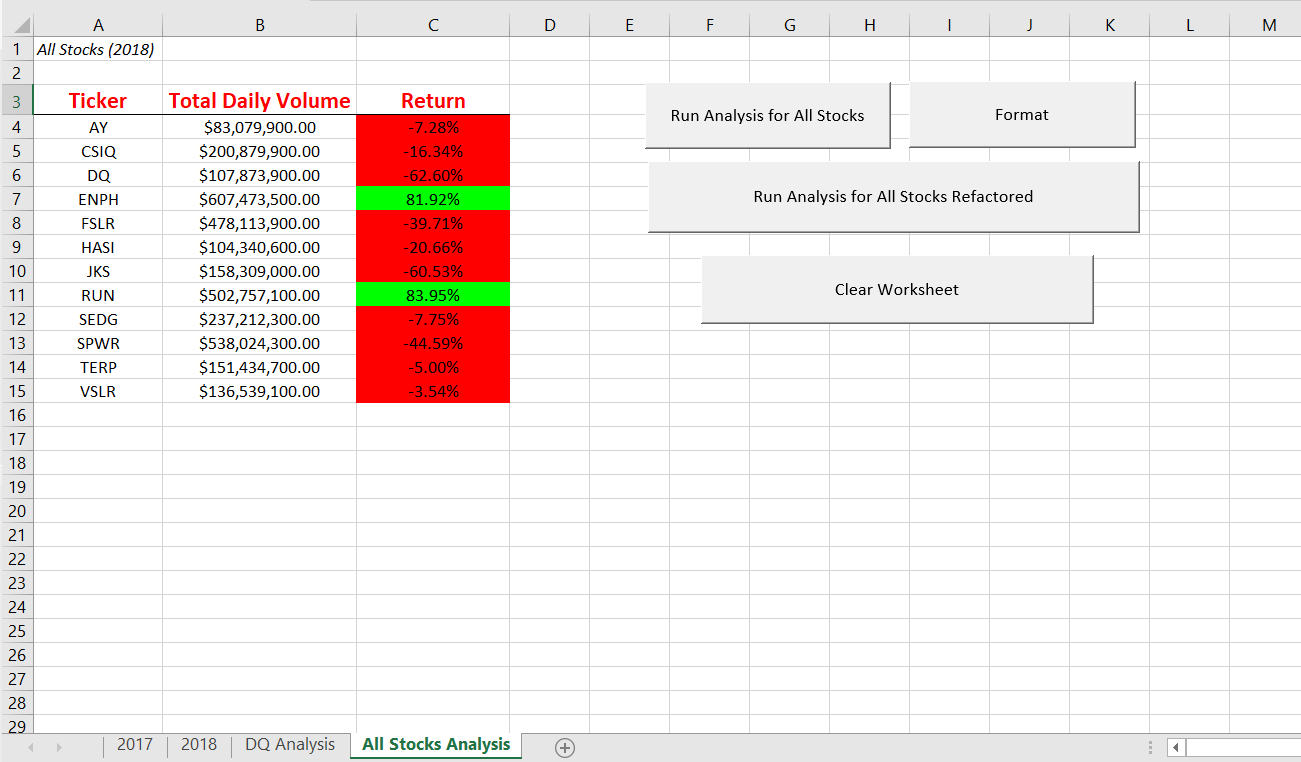 A B C D E F G H I J K L M
1 All Stocks (2018)
2
3 Ticker Total Daily Volume Return
4 AY $83,079,900.00 -7.28%
5 CSIQ $200,879,900.00 -16.34%
6 DQ $107,873,900.00 -62.60%
7 ENPH $607,473,500.00 81.92%
8 FSLR $478,113,900.00 -39.71%
9 HASI $104,340,600.00 -20.66%
10 JKS $158,309,000.00 -60.53%
11 RUN $502,757,100.00 83.95%
12 SEDG $237,212,300.00 -7.75%
13 SPWR $538,024,300.00 -44.59%
14 TERP $151,434,700.00 -5.00%
15 VSLR $136,539,100.00 -3.54%
16
17
18
19
20
21
22
23
24
25
26
27
28
29
Run Analysis for All Stocks
Format
Run Analysis for All Stocks Refactored
Clear Worksheet
2017 2018 DQ Analysis All Stocks Analysis